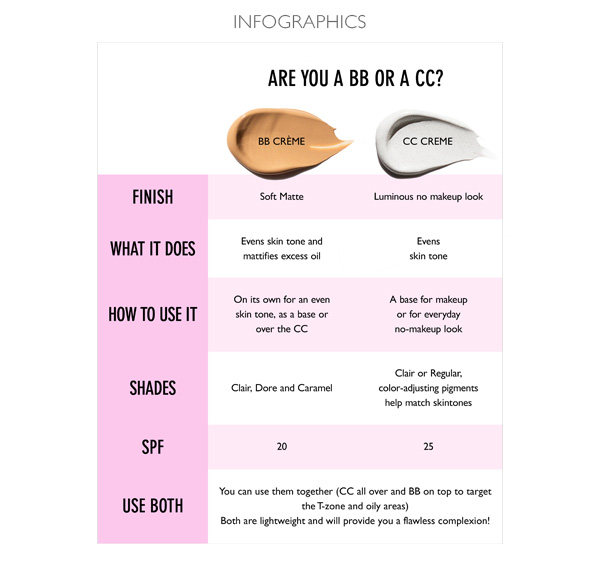 INFOGRAPHICS
ARE YOU A BB OR A CC?
BB CRÈME
CC CREME
FINISH
Soft Matte
Luminous no makeup look
WHAT IT DOES
Evens skin tone and
mattifies excess oil
Evens
skin tone
HOW TO USE IT
On its own for an even
skin tone, as a base or
over the CC
A base for makeup
or for everyday
no-makeup look
SHADES
Clair, Dore and Caramel
Clair or Regular,
color-adjusting pigments
help match skintones
SPF
20
25
USE BOTH
You can use them together (CC all over and BB on top to target
the T-zone and oily areas)
Both are lightweight and will provide you a flawless complexion!